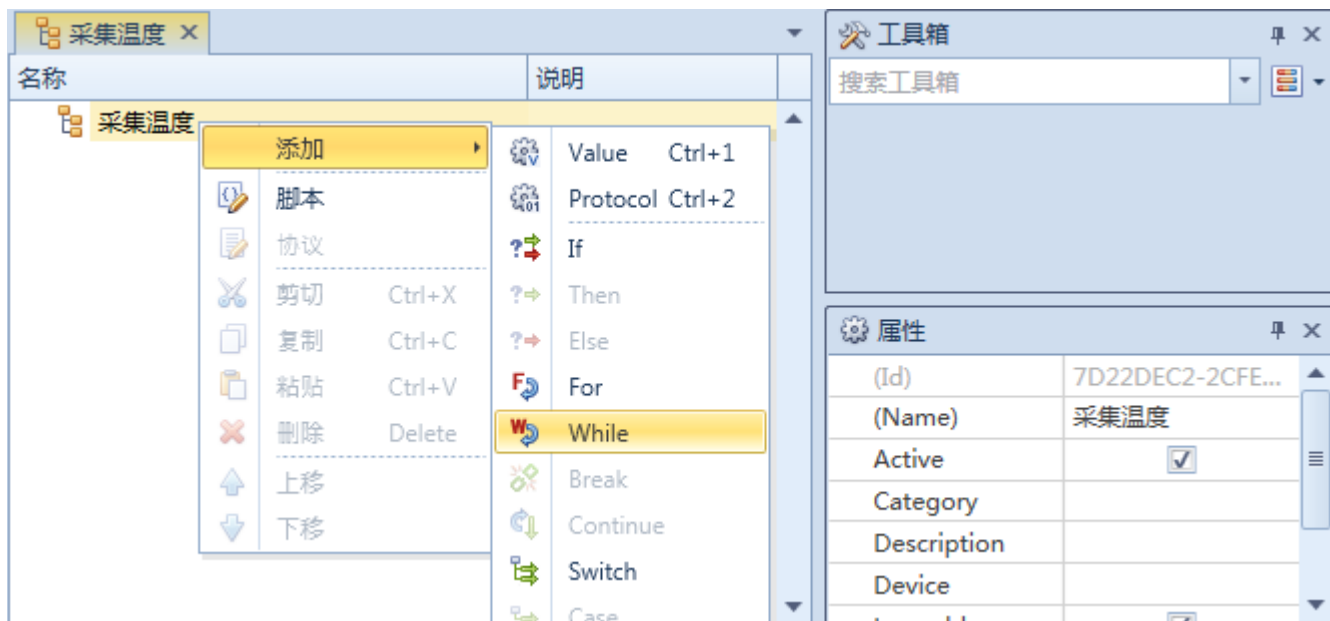 采集温度
名称 说明
采集温度
添加
脚本
协议
剪切 Ctrl+X
复制 Ctrl+C
粘贴 Ctrl+V
删除 Delete
上移
下移
Value Ctrl+1
Protocol Ctrl+2
If
Then
Else
For
While
Break
Continue
Switch
Case
工具箱
搜索工具箱
属性
(Id) 7D22DEC2-2CFE...
(Name) 采集温度
Active
Category
Description
Device